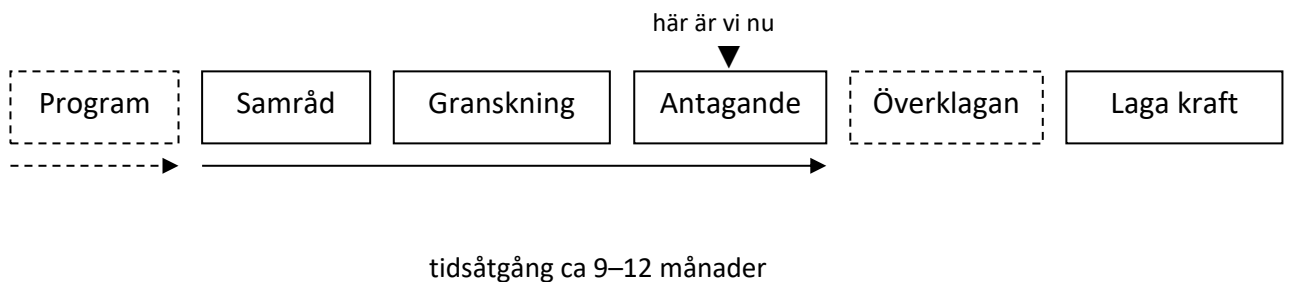 här är vi nu
Program Samråd Granskning Antagande Överklagan Laga kraft
tidsåtgång ca 9–12 månader